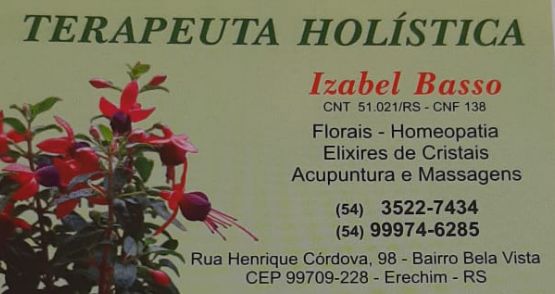 TERAPEUTA HOLÍSTICA
Izabel Basso
CNT 51.021/RS - CNF 138
Florais - Homeopatia
Elixires de Cristais
Acupuntura e Massagens
(54) 3522-7434
(54) 99974-6285
Rua Henrique Córdova, 98 - Bairro Bela Vista
CEP 99709-228 - Erechim - RS